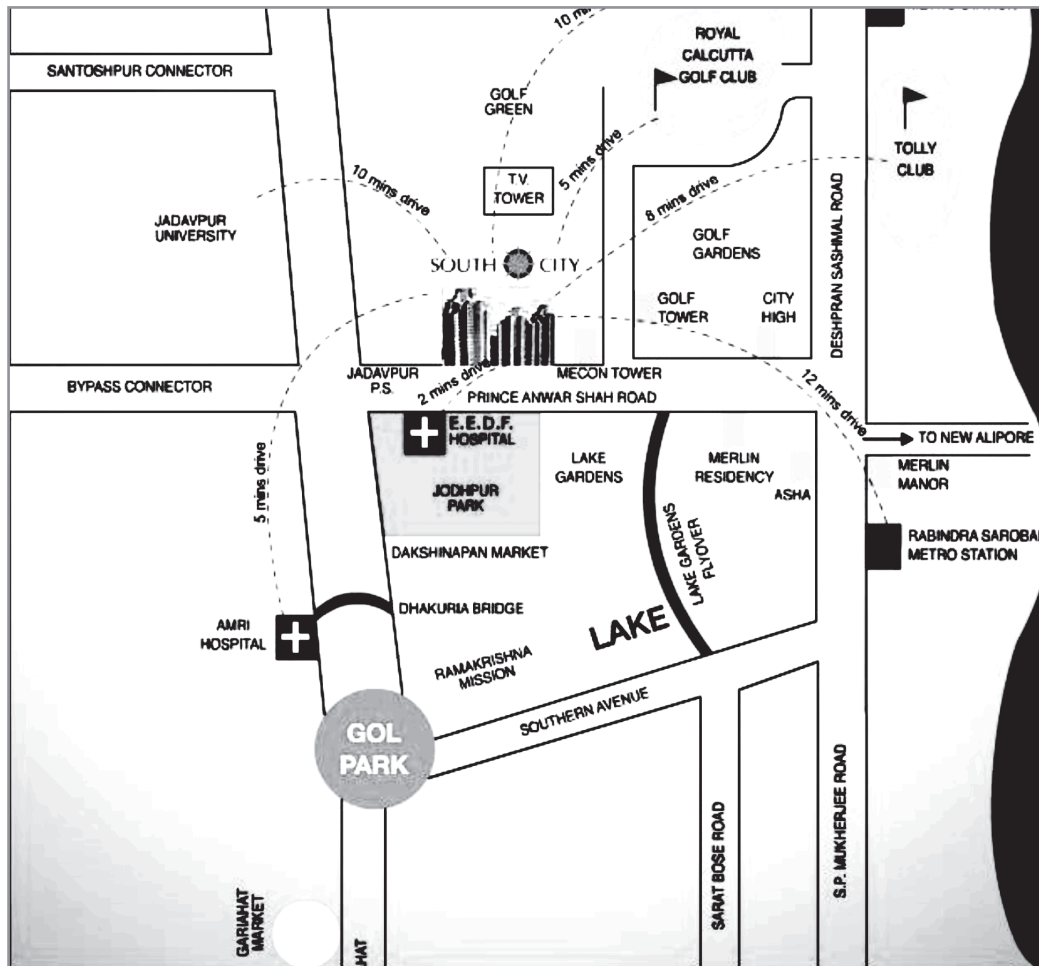 10 min
ROYAL
CALCUTTA
GOLF CLUB
SANTOSHPUR CONNECTOR
GOLF
GREEN
TOLLY
CLUB
5 mins drive
10 mins drive
8 mins drive
T.V.
TOWER
JADAVPUR
UNIVERSITY
DESHPRAN SASHMAL ROAD
GOLF
GARDENS
SOUTH CITY
GOLF
TOWER
CITY
HIGH
BYPASS CONNECTOR
JADAVPUR
P.S.
MECON TOWER
2 mins drive
PRINCE ANWAR SHAH ROAD
12 mins drive
E.E.D.F.
HOSPITAL
TO NEW ALIPORE
LAKE
GARDENS
MERLIN
RESIDENCY
ASHA
MERLIN
MANOR
5 mins drive
JODHPUR
PARK
LAKE GARDENS
FLYOVER
RABINDRA SAROBA
METRO STATION
DAKSHINAPAN MARKET
DHAKURIA BRIDGE
LAKE
AMRI
HOSPITAL
RAMAKRISHNA
MISSION
SOUTHERN AVENUE
GOL
PARK
SARAT BOSE ROAD
S.P. MUKHERJEE ROAD
GARIAHAT
MARKET
HAT